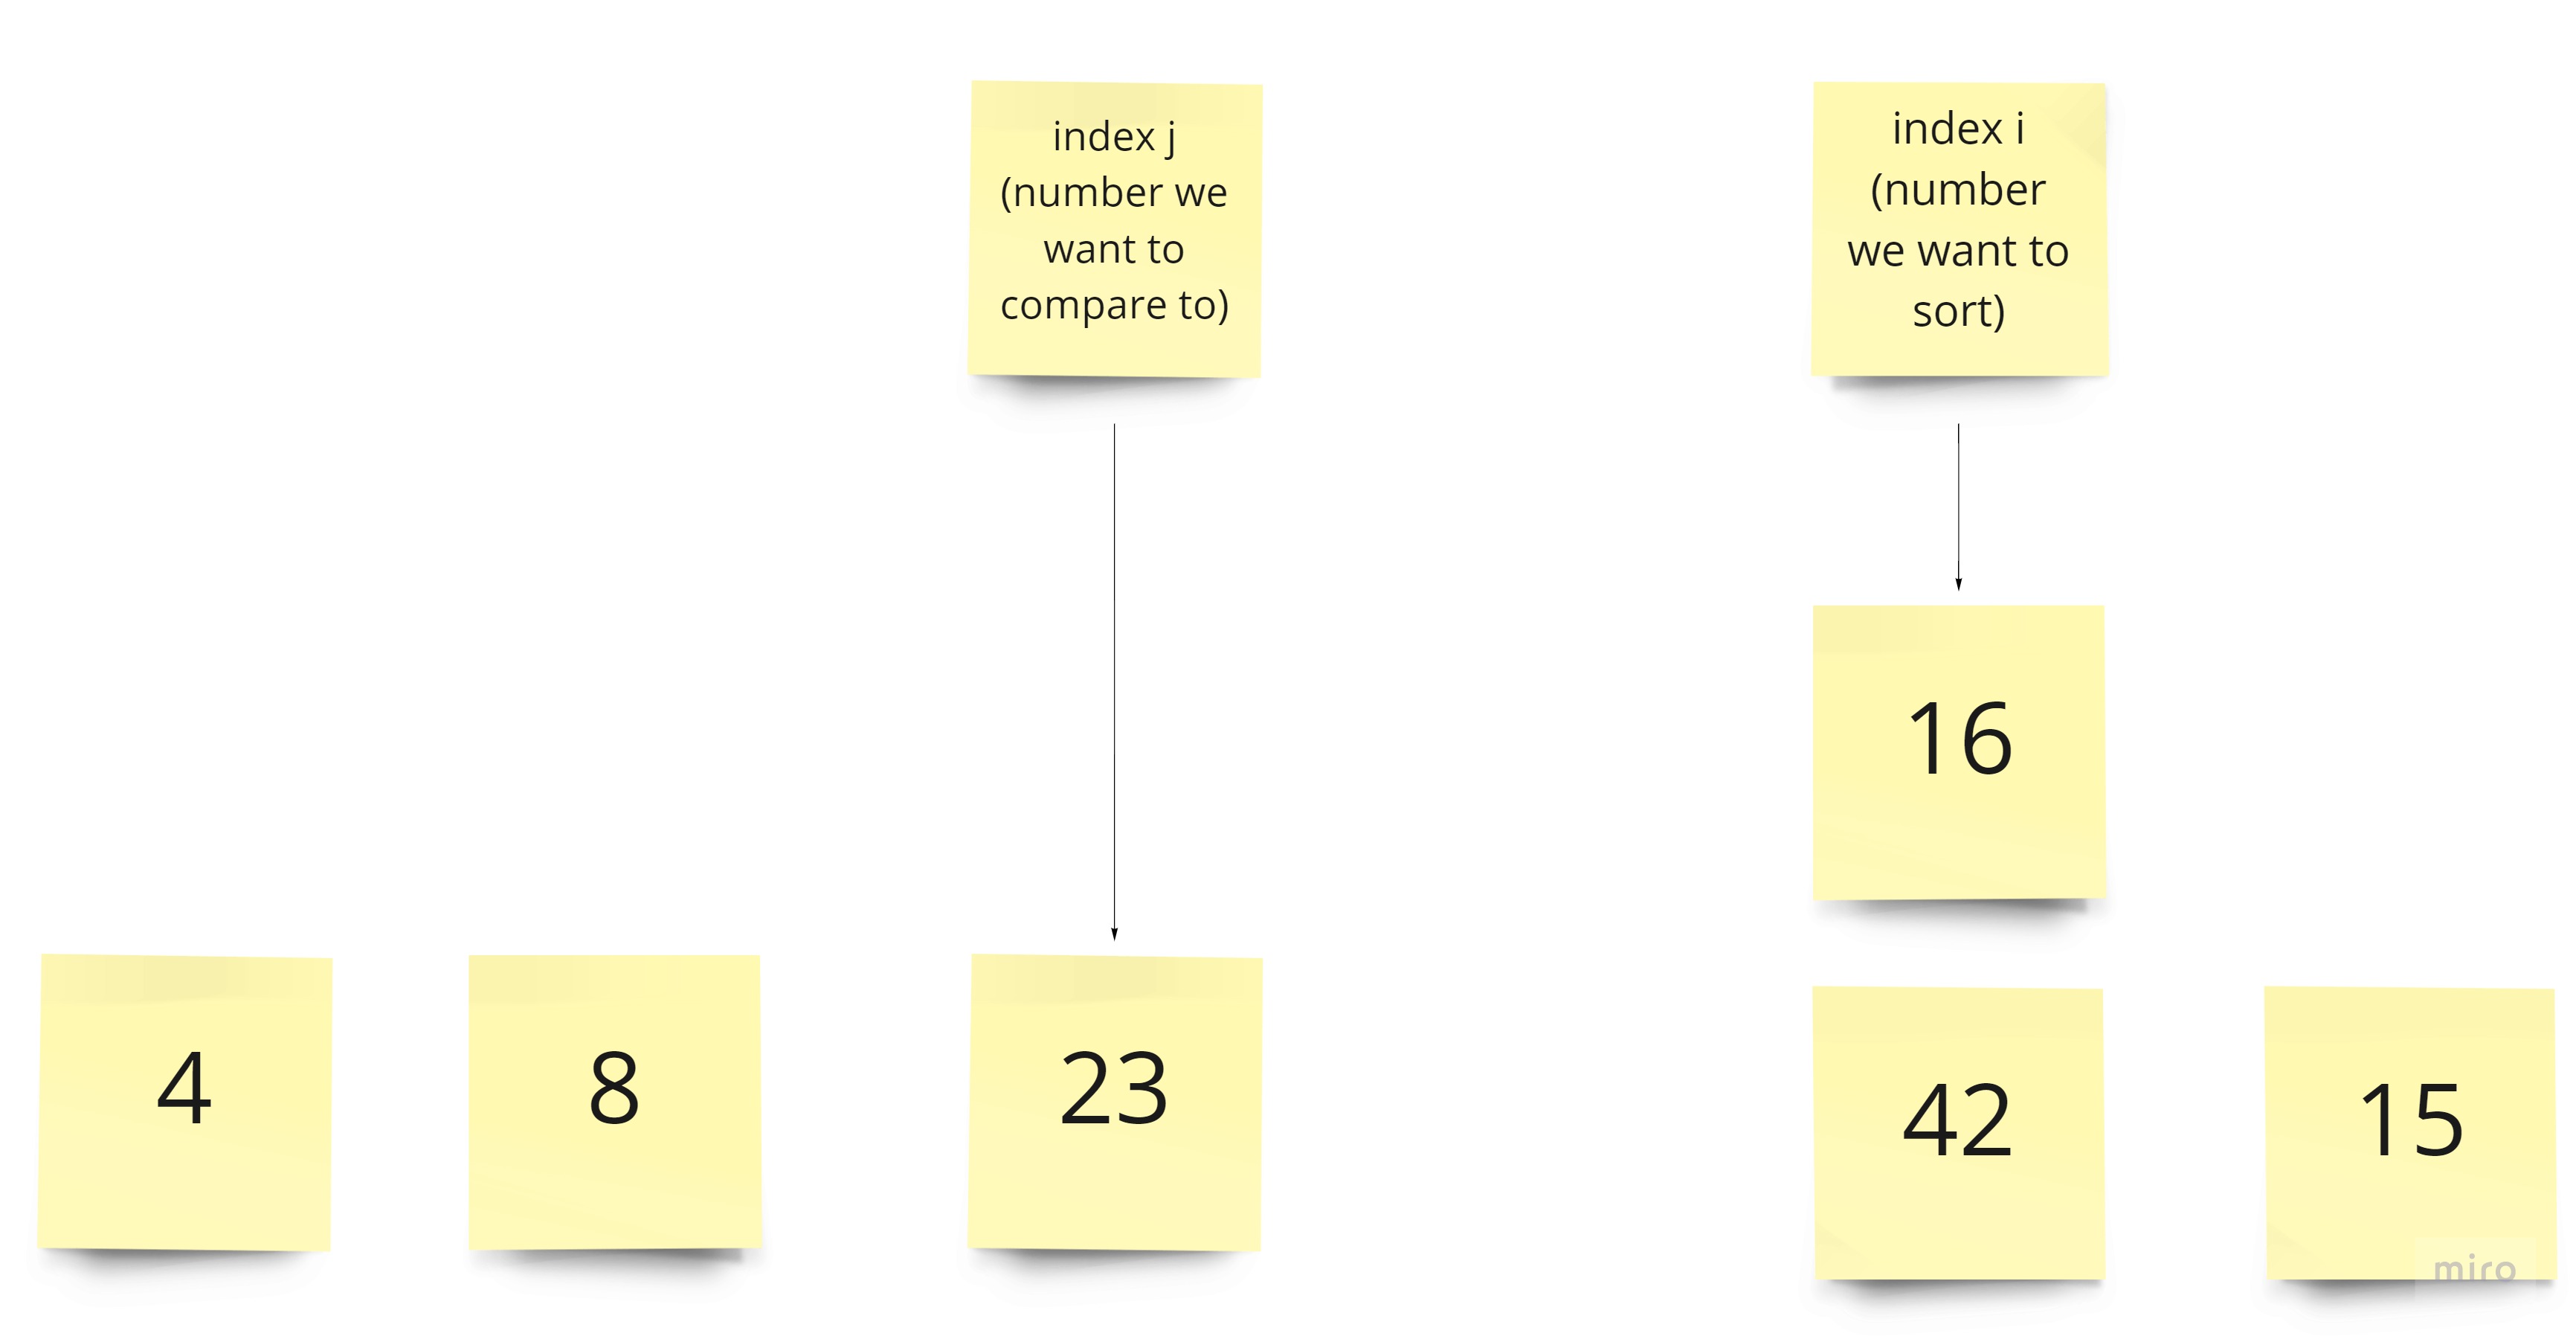 index j
(number we
want to
compare to)
index i
(number
we want to
sort)
16
4
8
23
42
15
miro